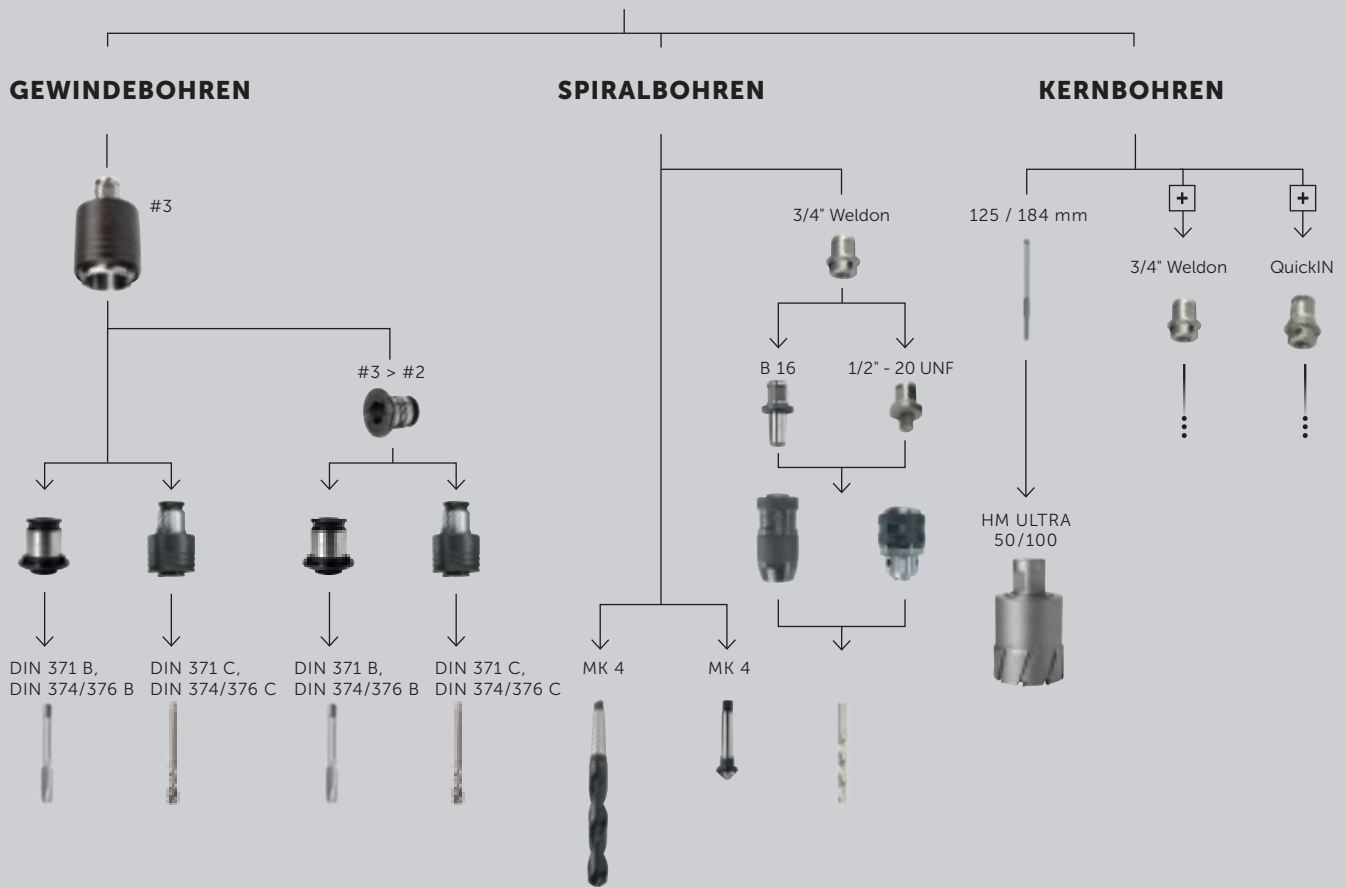 GEWINDEBOHREN
#3
#3 > #2
DIN 371 B,
DIN 374/376 B
DIN 371 C,
DIN 374/376 C
DIN 371 B,
DIN 374/376 B
DIN 371 C,
DIN 374/376 C
SPIRALBOHREN
3/4" Weldon
B 16
1/2" - 20 UNF
MK 4
MK 4
KERNBOHREN
125 / 184 mm
HM ULTRA
50/100
+
3/4" Weldon
+
QuickIN